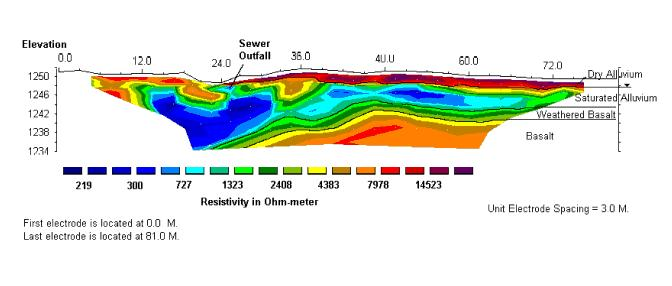 Elevation
Sewer
Outfall
0.0 12.0 24.0 36.0 40.0 60.0 72.0
1250
1246
1242
1238
1234
Dry Alluvium
Saturated Alluvium
Weathered Basalt
Basalt
219 300 727 1323 2408 4383 7978 14523
Resistivity in Ohm-meter
Unit Electrode Spacing = 3.0 M.
First electrode is located at 0.0 M.
Last electrode is located at 81.0 M.